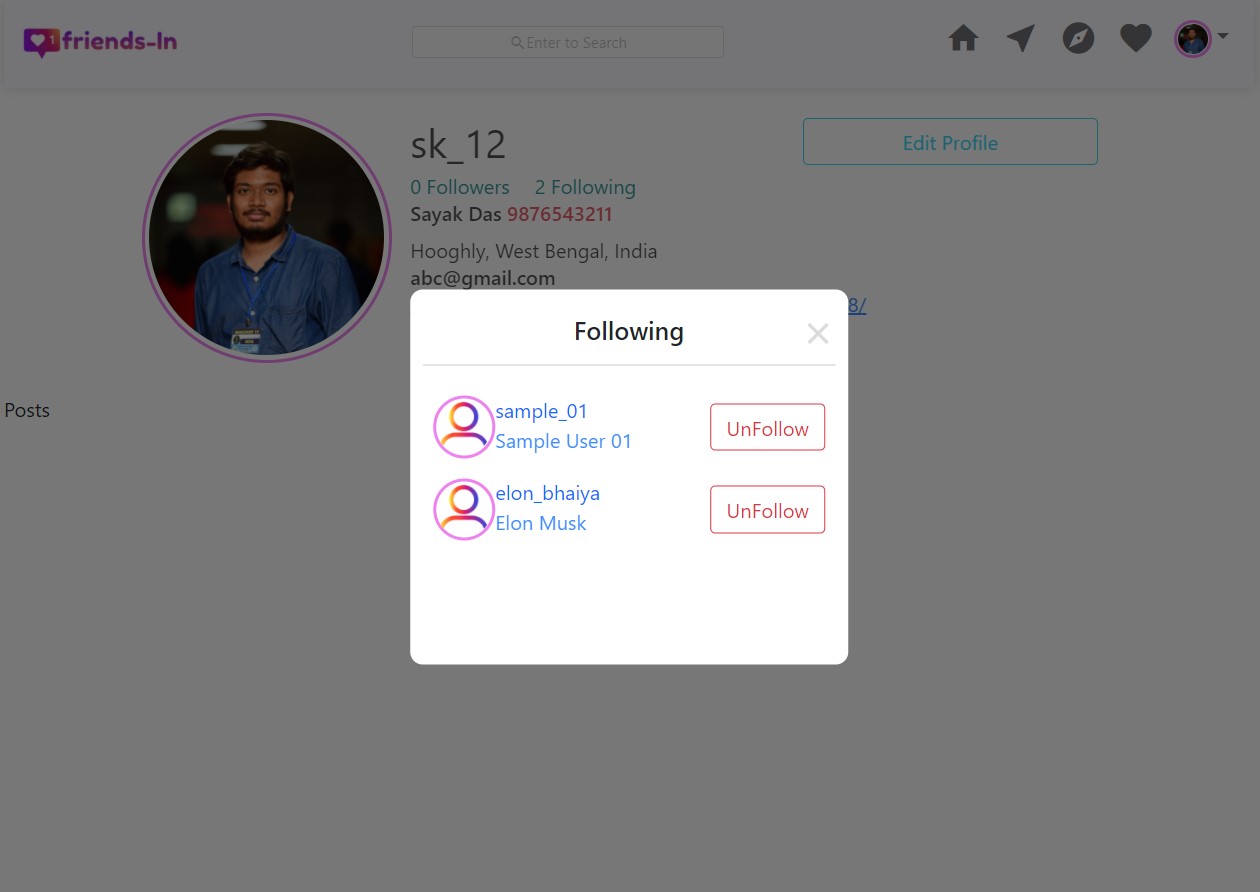 1 friends-In
Enter to Search
sk_12
Edit Profile
0 Followers 2 Following
Sayak Das 9876543211
Hooghly, West Bengal, India
abc@gmail.com
8/
Following
Posts
sample_01
Sample User 01
UnFollow
elon_bhaiya
Elon Musk
UnFollow